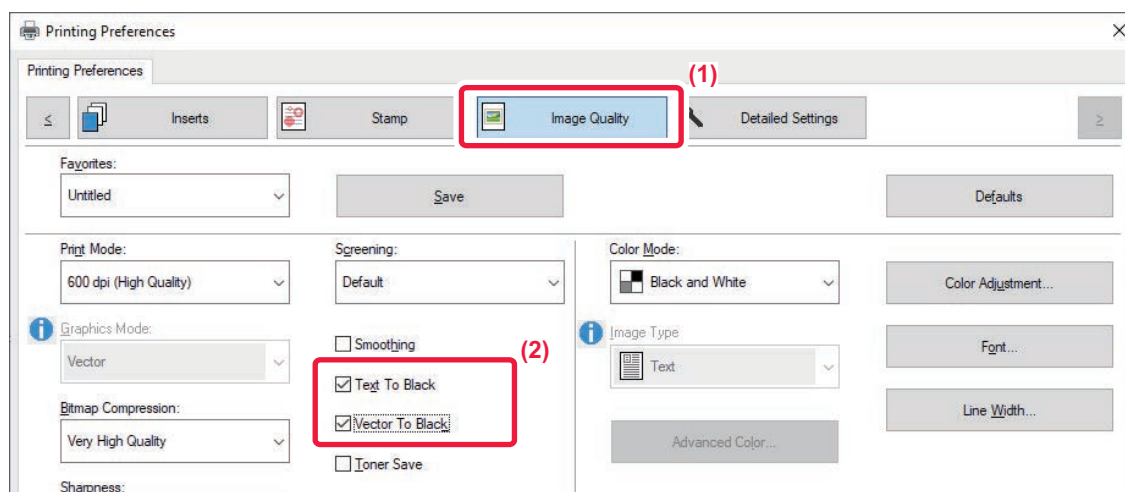 Printing Preferences
Printing Preferences
(1)
< Inserts Stamp Image Quality Detailed Settings >
Favorites:
Untitled Save Defaults
Print Mode: Screening: Color Mode:
600 dpi (High Quality) Default Black and White Color Adjustment...
Graphics Mode: Smoothing (2) Image Type Font...
Vector Text To Black Text
Bitmap Compression: Vector To Black Line Width...
Very High Quality Toner Save Advanced Color...
Sharpness: